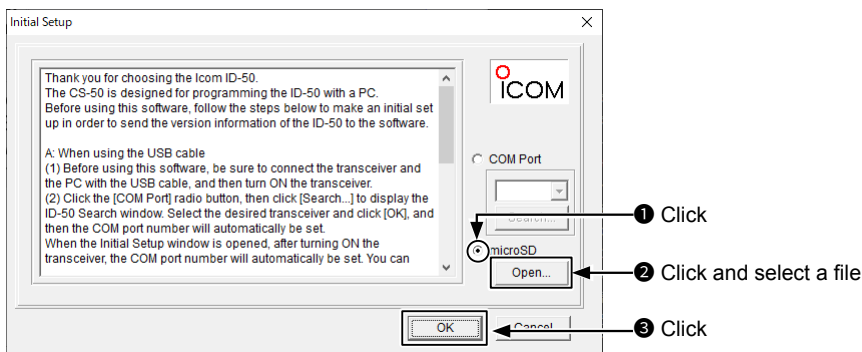 Initial Setup
Thank you for choosing the Icom ID-50.
The CS-50 is designed for programming the ID-50 with a PC.
Before using this software, follow the steps below to make an initial set
up in order to send the version information of the ID-50 to the software.
A: When using the USB cable
(1) Before using this software, be sure to connect the transceiver and
the PC with the USB cable, and then turn ON the transceiver.
(2) Click the [COM Port] radio button, then click [Search...] to display the
ID-50 Search window. Select the desired transceiver and click [OK], and
then the COM port number will automatically be set.
When the Initial Setup window is opened, after turning ON the
transceiver, the COM port number will automatically be set. You can
ICOM
COM Port
Search...
❶ Click
microSD
Open...
❷ Click and select a file
OK
Cancel
❸ Click